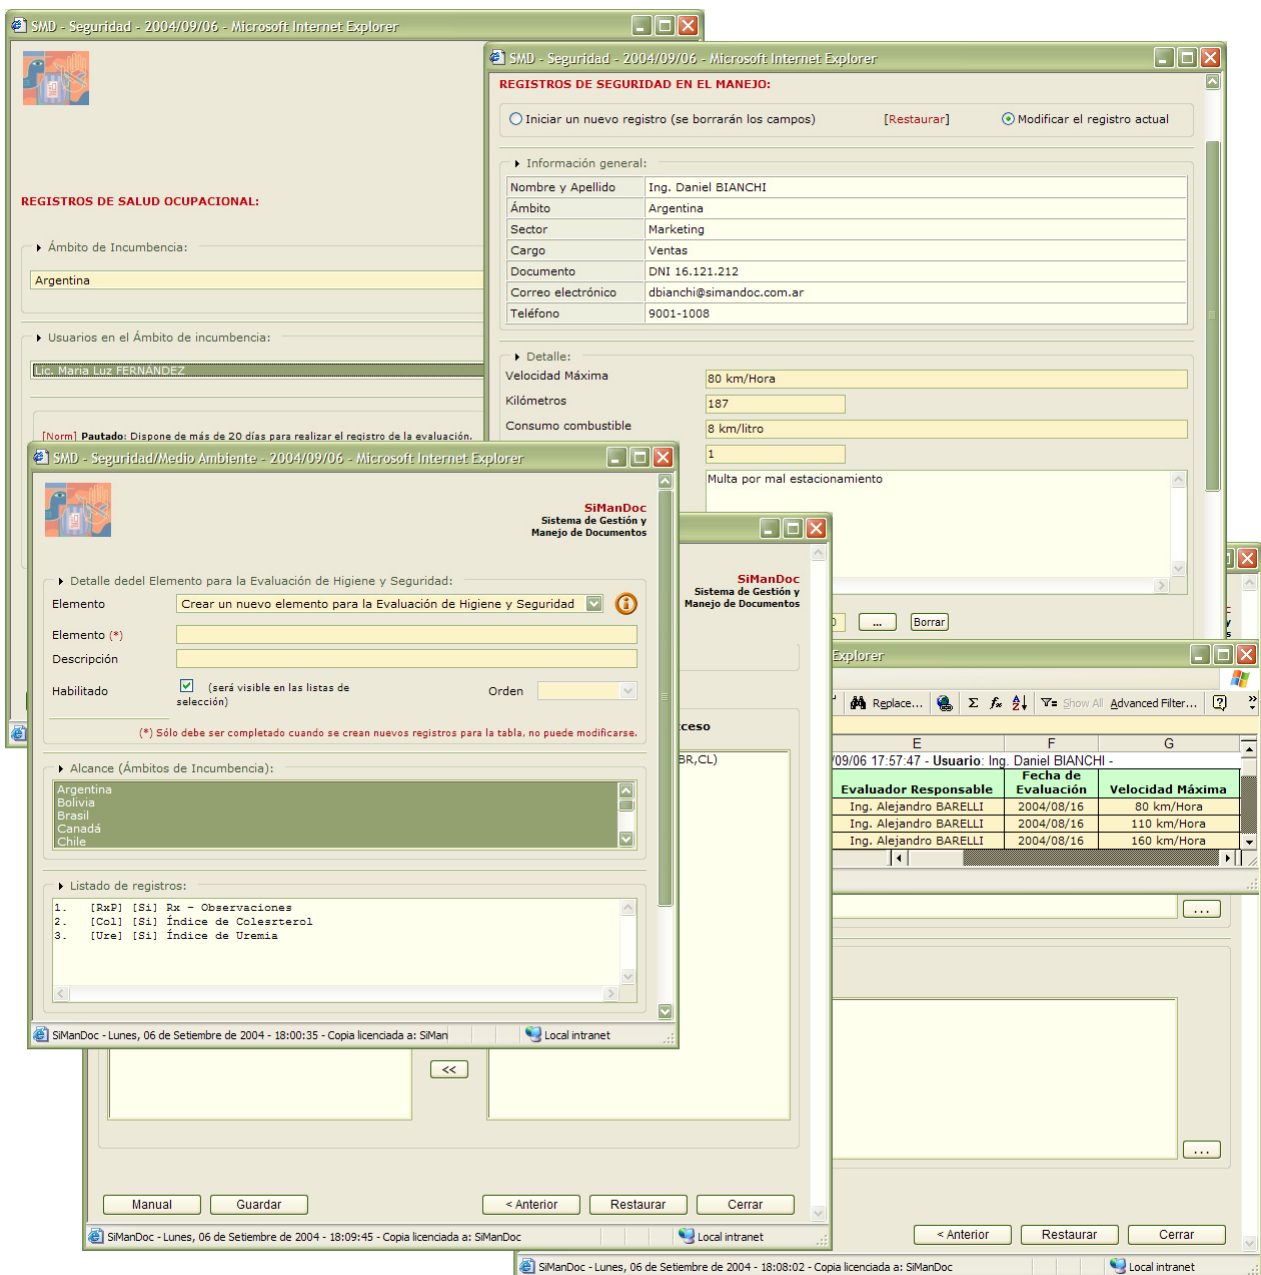 SMD - Seguridad - 2004/09/06 - Microsoft Internet Explorer
REGISTROS DE SALUD OCUPACIONAL:
Ámbito de Incumbencia:
Argentina
Usuarios en el Ámbito de incumbencia:
Lic. Maria Luz FERNÁNDEZ
[Norm] Pautado: Dispone de más de 20 días para realizar el registro de la evaluación.
SMD - Seguridad - 2004/09/06 - Microsoft Internet Explorer
REGISTROS DE SEGURIDAD EN EL MANEJO:
Iniciar un nuevo registro (se borrarán los campos) [Restaurar] Modificar el registro actual
Información general:
Nombre y Apellido Ing. Daniel BIANCHI
Ámbito Argentina
Sector Marketing
Cargo Ventas
Documento DNI 16.121.212
Correo electrónico dbianchi@simandoc.com.ar
Teléfono 9001-1008
Detalle:
Velocidad Máxima 80 km/Hora
Kilómetros 187
Consumo combustible 8 km/litro
1
Multa por mal estacionamiento
... Borrar
SMD - Seguridad/Medio Ambiente - 2004/09/06 - Microsoft Internet Explorer
SiManDoc
Sistema de Gestión y
Manejo de Documentos
Detalle dedel Elemento para la Evaluación de Higiene y Seguridad:
Elemento Crear un nuevo elemento para la Evaluación de Higiene y Seguridad
Elemento (*)
Descripción
Habilitado (será visible en las listas de
selección) Orden
(*) Sólo debe ser completado cuando se crean nuevos registros para la tabla, no puede modificarse.
Alcance (Ámbitos de Incumbencia):
Argentina
Bolivia
Brasil
Canadá
Chile
Listado de registros:
1. [RxP] [Si] Rx - Observaciones
2. [Col] [Si] Índice de Colesrterol
3. [Ure] [Si] Índice de Uremia
SiManDoc - Lunes, 06 de Setiembre de 2004 - 18:00:35 - Copia licenciada a: SiMan Local intranet
SiManDoc
Sistema de Gestión y
Manejo de Documentos
ceso
BR,CL)
<<
Manual Guardar < Anterior Restaurar Cerrar
SiManDoc - Lunes, 06 de Setiembre de 2004 - 18:09:45 - Copia licenciada a: SiManDoc Local intranet
Explorer
Replace... Σ fx Show All Advanced Filter...
E F G
/09/06 17:57:47 - Usuario: Ing. Daniel BIANCHI -
Evaluador Responsable Fecha de Evaluación Velocidad Máxima
Ing. Alejandro BARELLI 2004/08/16 80 km/Hora
Ing. Alejandro BARELLI 2004/08/16 110 km/Hora
Ing. Alejandro BARELLI 2004/08/16 160 km/Hora
...
...
< Anterior Restaurar Cerrar
SiManDoc - Lunes, 06 de Setiembre de 2004 - 18:08:02 - Copia licenciada a: SiManDoc Local intranet